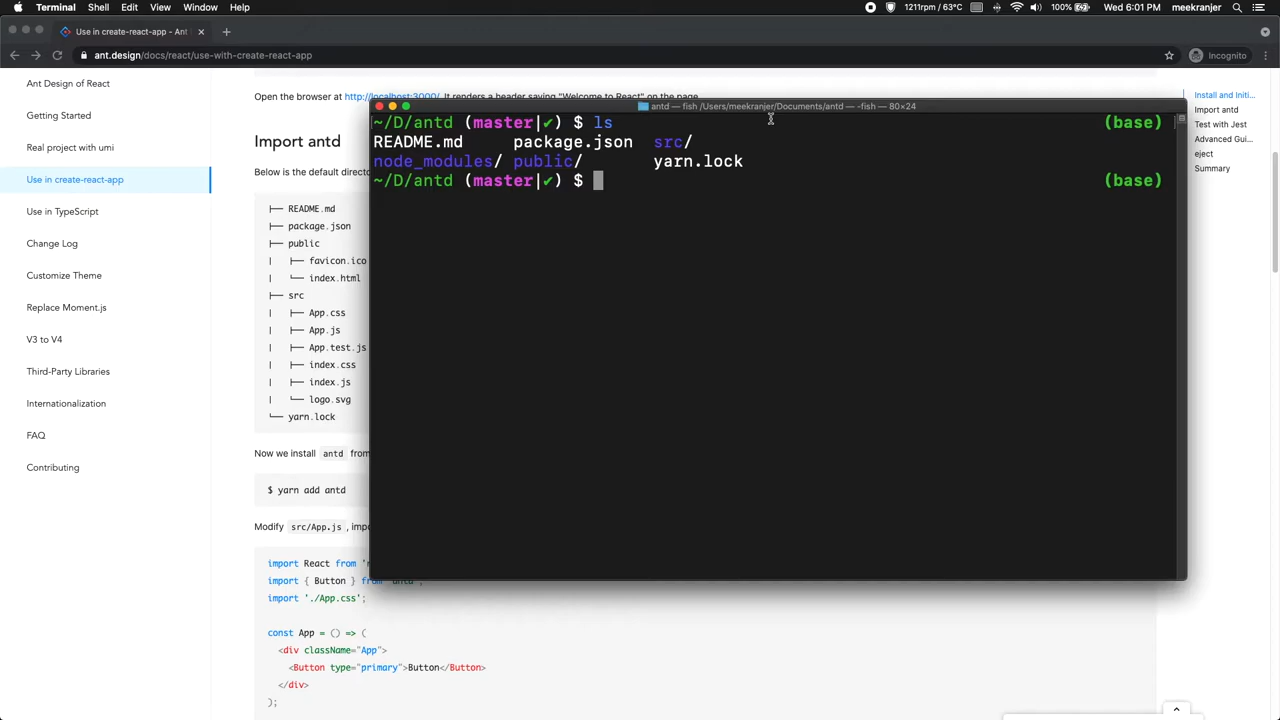 Terminal Shell Edit View Window Help 1211rpm / 63°C 100% Wed 6:01 PM meekranjer
Use in create-react-app - Ant
ant.design/docs/react/use-with-create-react-app Incognito
Ant Design of React
Getting Started
Real project with umi
Use in create-react-app
Use in TypeScript
Change Log
Customize Theme
Replace Moment.js
V3 to V4
Third-Party Libraries
Internationalization
FAQ
Contributing
Open the browser at http://localhost:3000/. It renders a header saving "Welcome to React" on the page.
Import antd
Below is the default directo
├── README.md
├── package.json
├── public
│ ├── favicon.ico
│ └── index.html
├── src
│ ├── App.css
│ ├── App.js
│ ├── App.test.js
│ ├── index.css
│ ├── index.js
│ └── logo.svg
└── yarn.lock
Now we install antd from
$ yarn add antd
Modify src/App.js , impo
import React from 'r
import { Button } from 'antd';
import './App.css';
const App = () => (
<div className="App">
<Button type="primary">Button</Button>
</div>
);
antd — fish /Users/meekranjer/Documents/antd — -fish — 80×24
~/D/antd (master|✔) $ ls (base)
README.md package.json src/
node_modules/ public/ yarn.lock
~/D/antd (master|✔) $ (base)
Install and Initi...
Import antd
Test with Jest
Advanced Gui...
eject
Summary